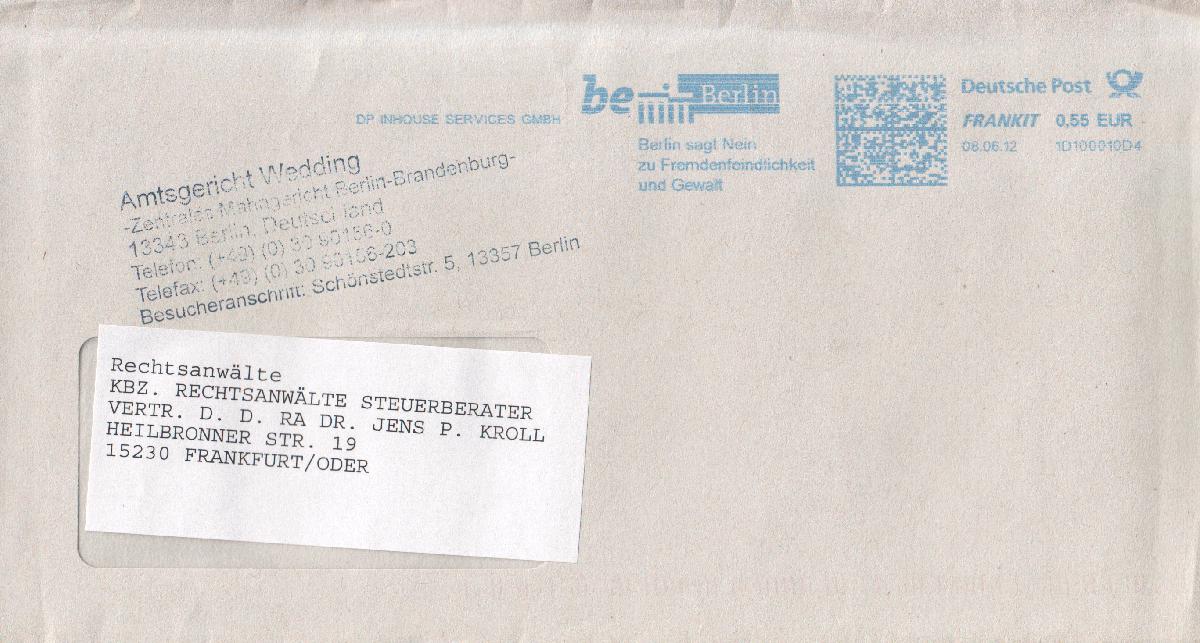 be Berlin
Berlin sagt Nein
zu Fremdenfeindlichkeit
und Gewalt
Deutsche Post
FRANKIT 0,55 EUR
08.06.12 1D100010D4
DP INHOUSE SERVICES GMBH
Amtsgericht Wedding
-Zentrales Mahngericht Berlin-Brandenburg-
13343 Berlin, Deutschland
Telefon: (+49) (0) 30 90156-0
Telefax: (+49) (0) 30 90156-203
Besucheranschrift: Schönstedtstr. 5, 13357 Berlin
Rechtsanwälte
KBZ. RECHTSANWÄLTE STEUERBERATER
VERTR. D. D. RA DR. JENS P. KROLL
HEILBRONNER STR. 19
15230 FRANKFURT/ODER